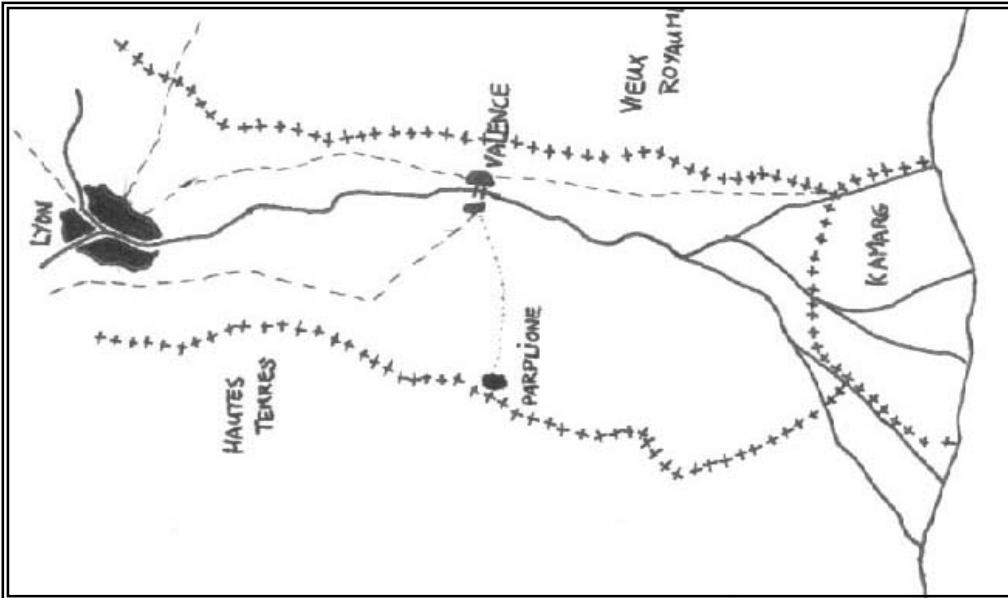 LYON
HAUTES
TERRES
VALENCE
PARPLIONE
VIEUX
ROYAUM
KAMARG